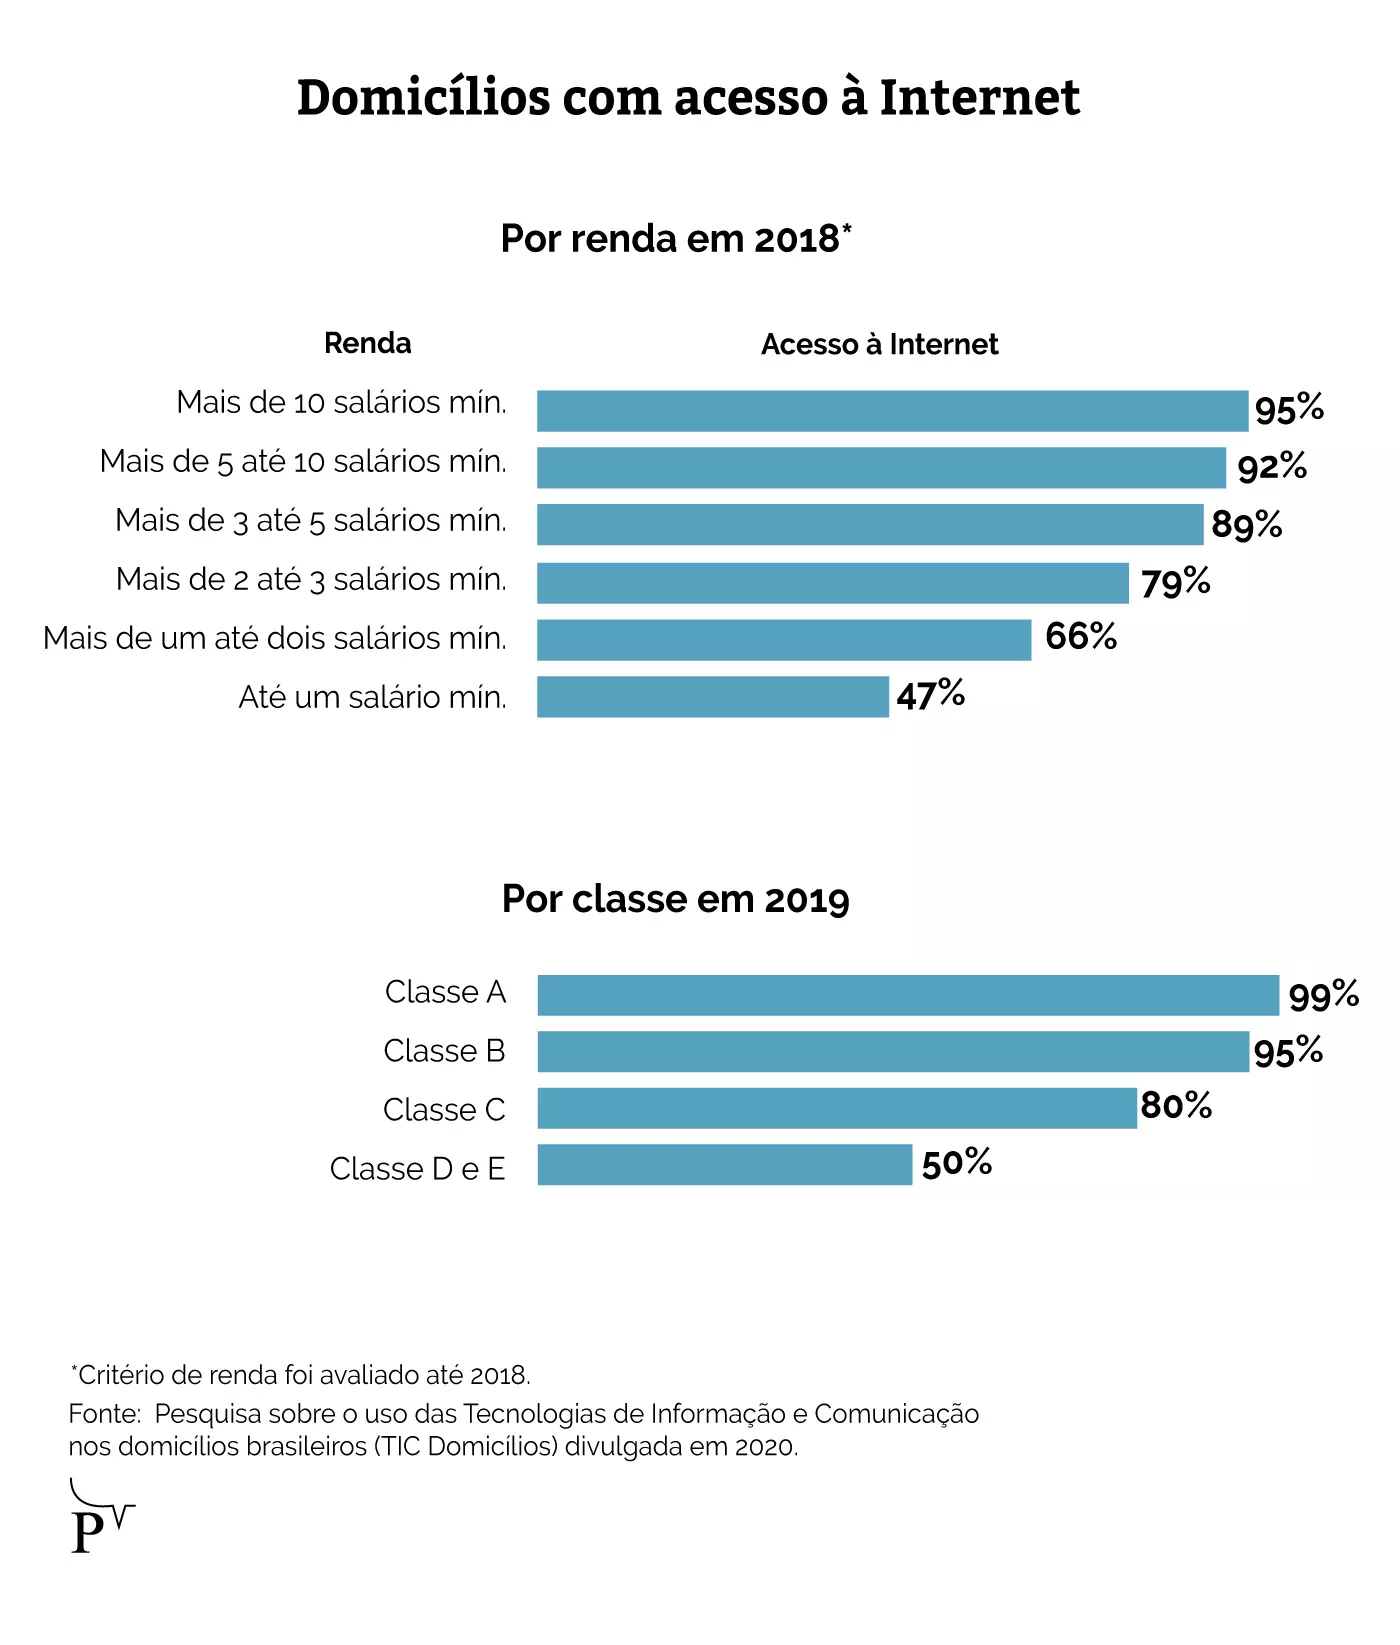 Domicílios com acesso à Internet
Por renda em 2018*
Renda
Acesso à Internet
Mais de 10 salários mín.
95%
Mais de 5 até 10 salários mín.
92%
Mais de 3 até 5 salários mín.
89%
Mais de 2 até 3 salários mín.
79%
Mais de um até dois salários mín.
66%
Até um salário mín.
47%
Por classe em 2019
Classe A
99%
Classe B
95%
Classe C
80%
Classe D e E
50%
*Critério de renda foi avaliado até 2018.
Fonte:  Pesquisa sobre o uso das Tecnologias de Informação e Comunicação
nos domicílios brasileiros (TIC Domicílios) divulgada em 2020.
P